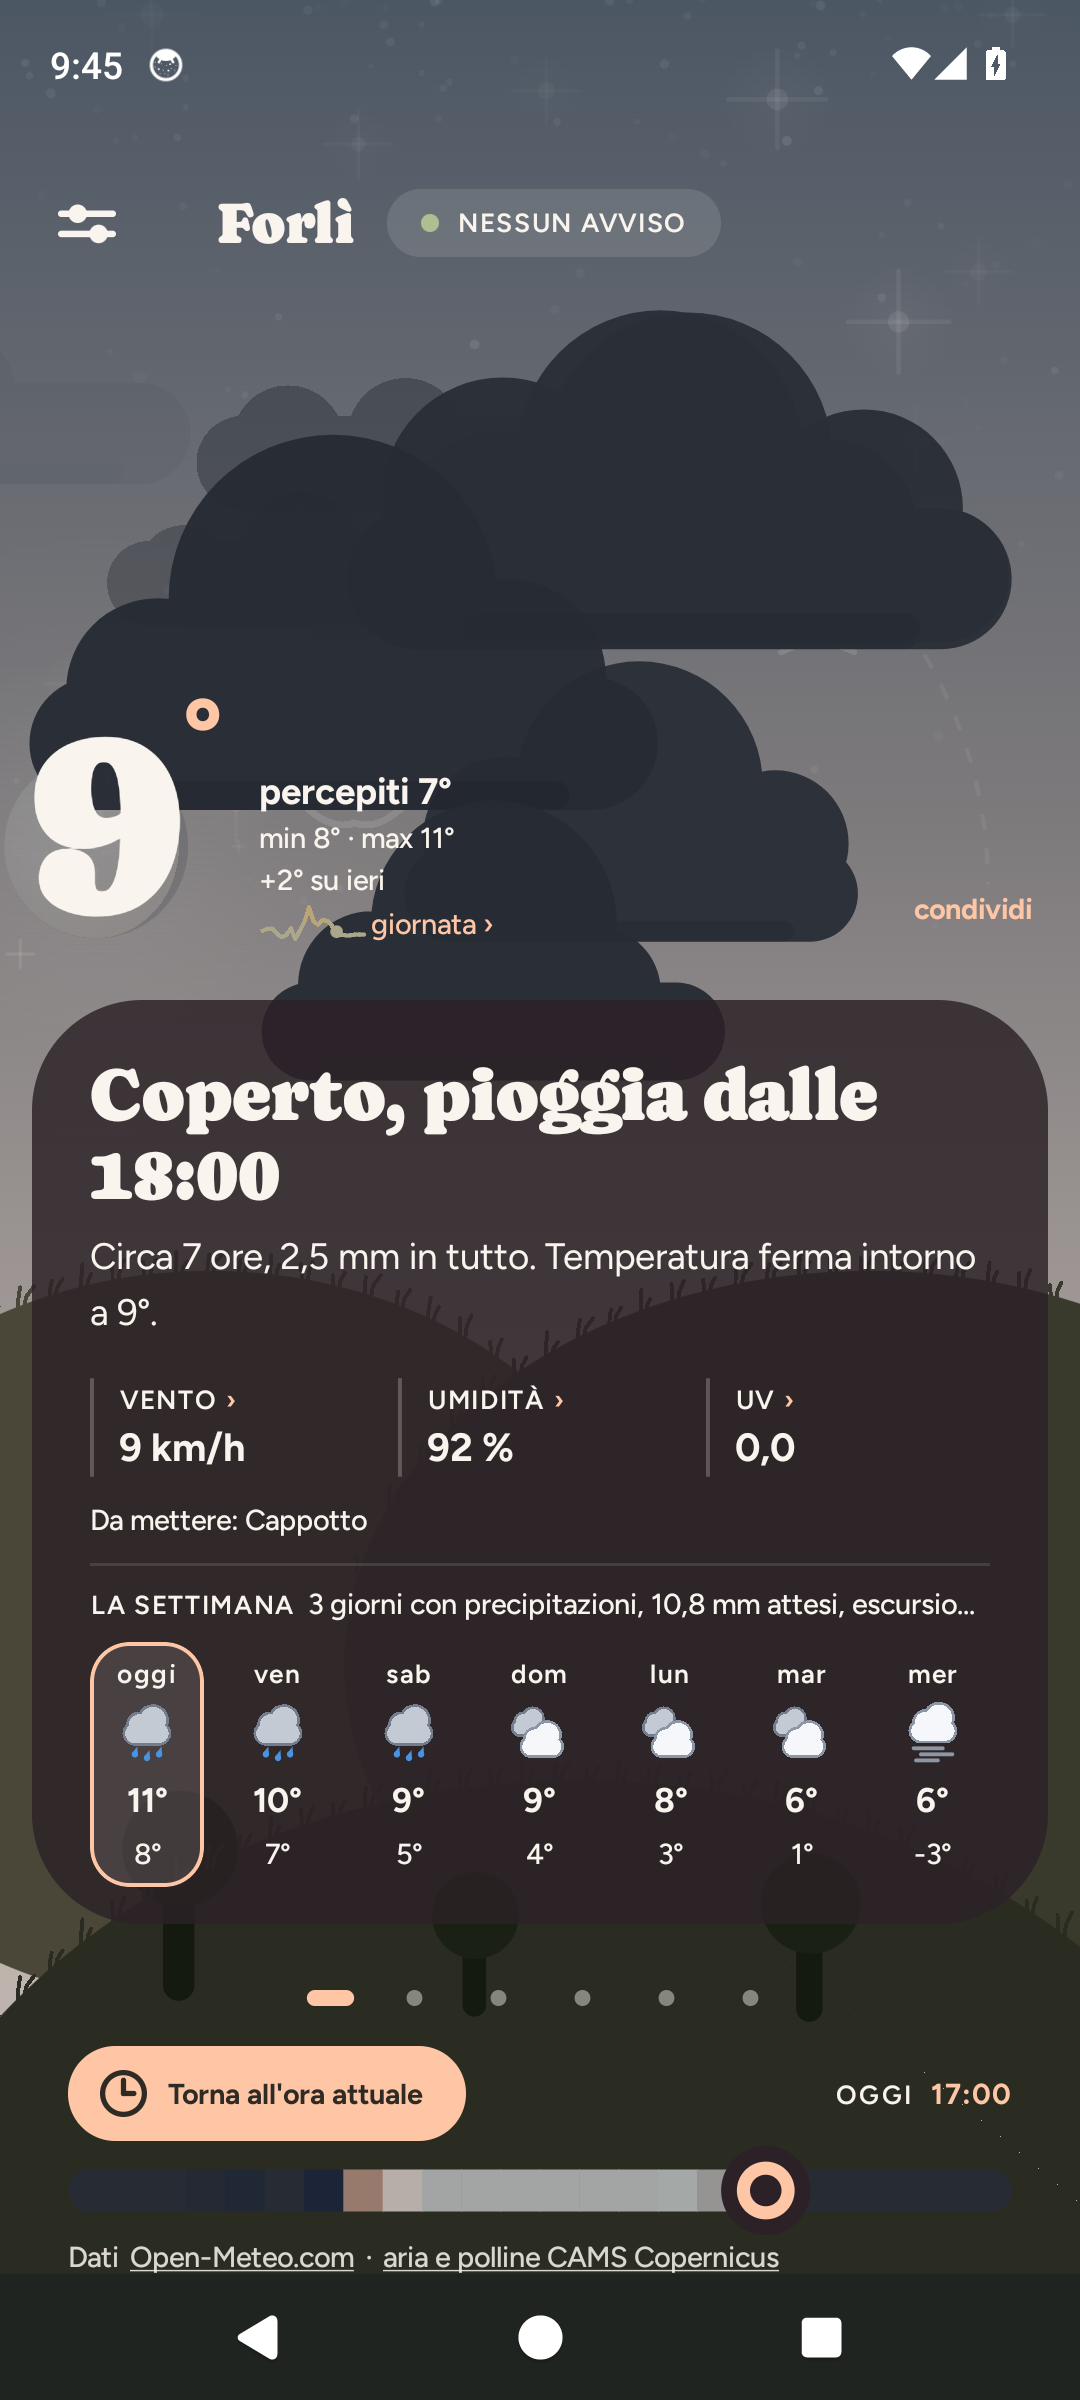 9:45
Forlì
NESSUN AVVISO
9
percepiti 7°
min 8° · max 11°
+2° su ieri
giornata ›
condividi
Coperto, pioggia dalle
18:00
Circa 7 ore, 2,5 mm in tutto. Temperatura ferma intorno
a 9°.
VENTO › UMIDITÀ › UV ›
9 km/h 92 % 0,0
Da mettere: Cappotto
LA SETTIMANA 3 giorni con precipitazioni, 10,8 mm attesi, escursio...
oggi ven sab dom lun mar mer
11° 10° 9° 9° 8° 6° 6°
8° 7° 5° 4° 3° 1° -3°
Torna all'ora attuale
OGGI 17:00
Dati Open-Meteo.com · aria e polline CAMS Copernicus